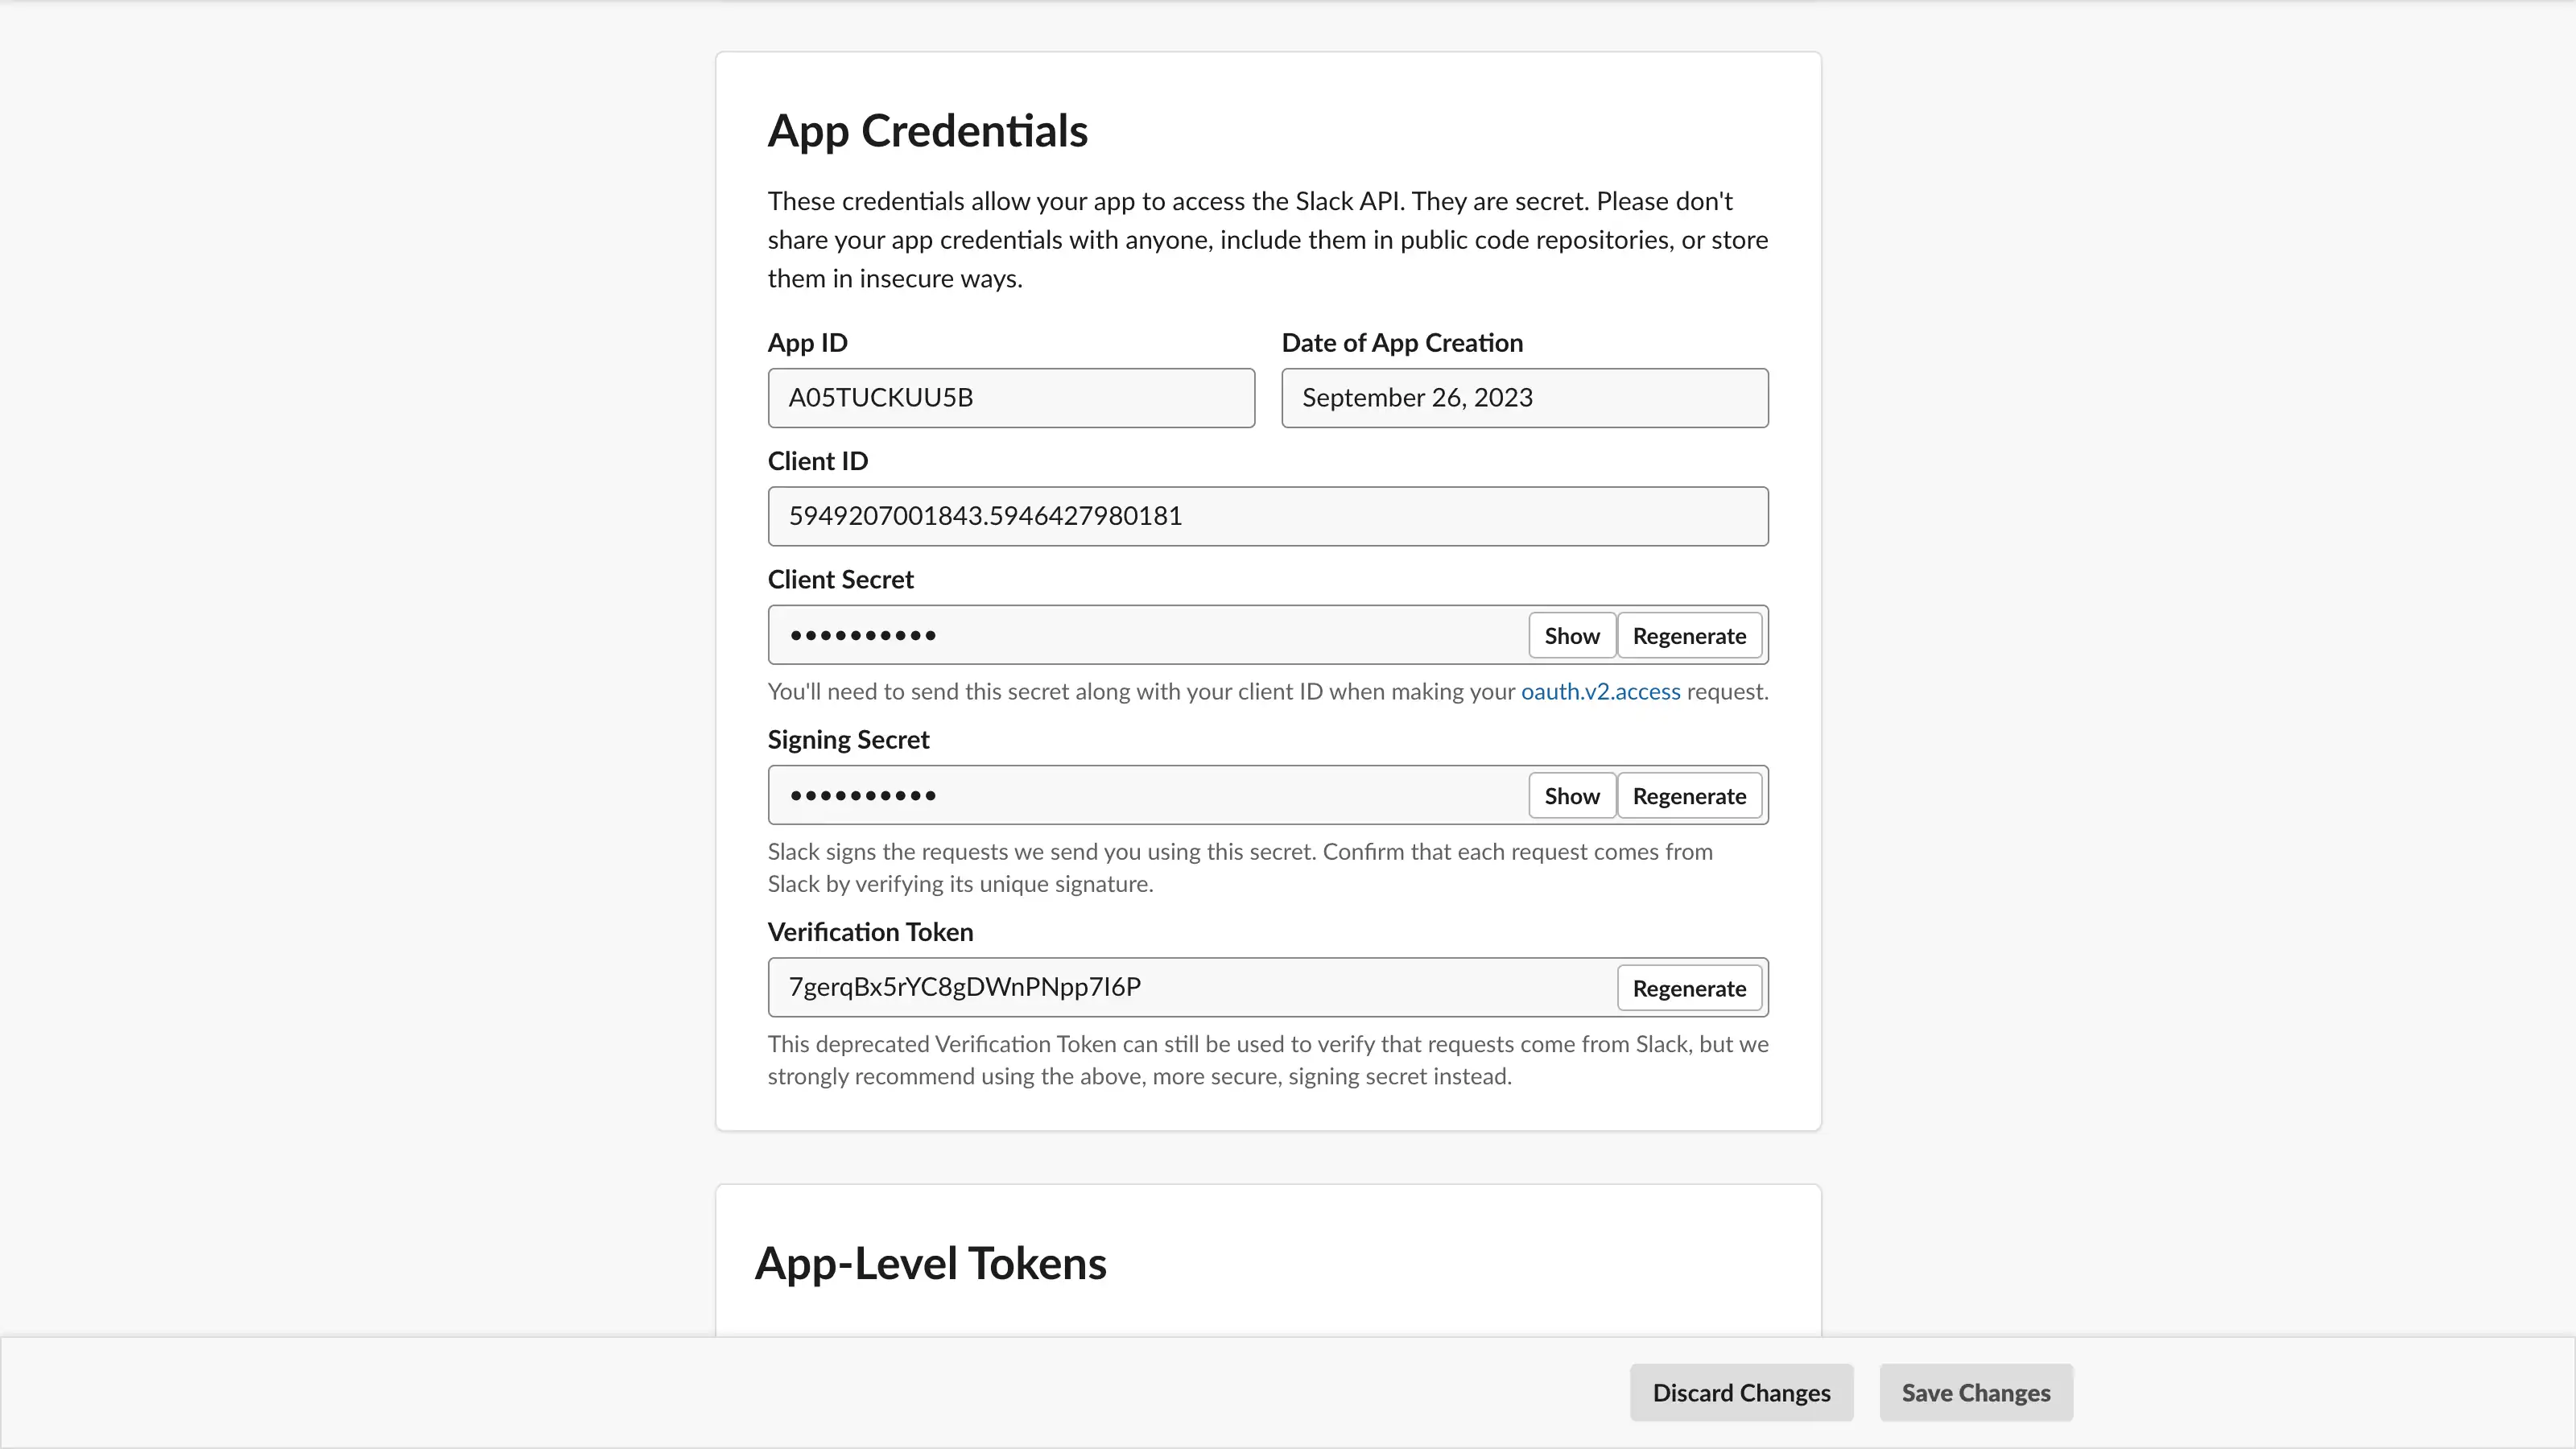 App Credentials
These credentials allow your app to access the Slack API. They are secret. Please don't
share your app credentials with anyone, include them in public code repositories, or store
them in insecure ways.
App ID
Date of App Creation
A05TUCKUU5B
September 26, 2023
Client ID
5949207001843.5946427980181
Client Secret
••••••••••
Show
Regenerate
You'll need to send this secret along with your client ID when making your oauth.v2.access request.
Signing Secret
••••••••••
Show
Regenerate
Slack signs the requests we send you using this secret. Confirm that each request comes from
Slack by verifying its unique signature.
Verification Token
7gerqBx5rYC8gDWnPNpp7l6P
Regenerate
This deprecated Verification Token can still be used to verify that requests come from Slack, but we
strongly recommend using the above, more secure, signing secret instead.
App-Level Tokens
Discard Changes
Save Changes